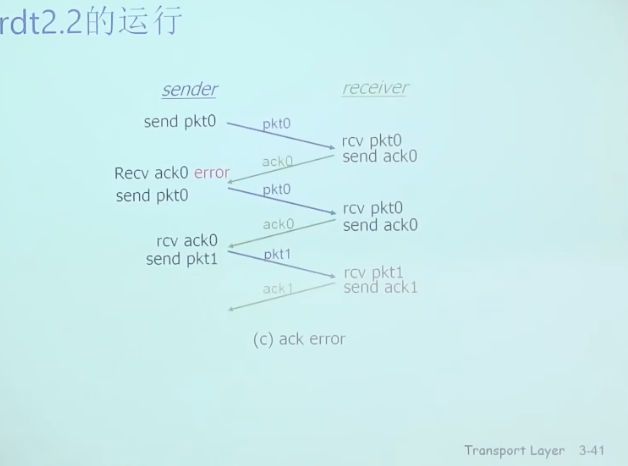 rdt2.2的运行
sender
receiver
send pkt0
pkt0
rcv pkt0
send ack0
ack0
Recv ack0 error
send pkt0
pkt0
rcv pkt0
send ack0
ack0
rcv ack0
send pkt1
pkt1
rcv pkt1
send ack1
ack1
(c) ack error
Transport Layer 3-41